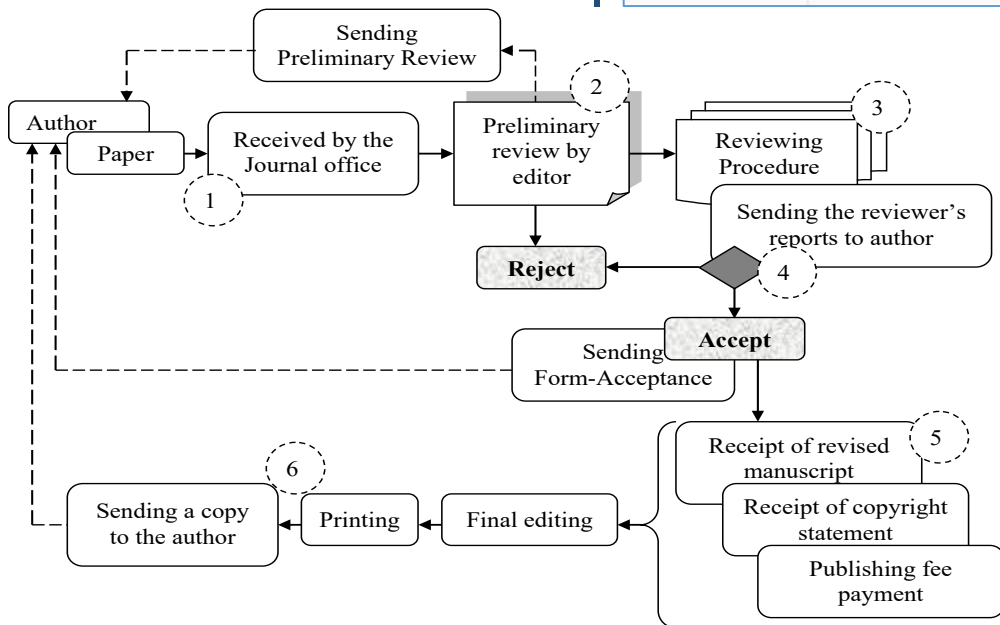 Sending
Preliminary Review
2
3
Author
Paper
Received by the
Journal office
1
Preliminary
review by
editor
Reviewing
Procedure
Sending the reviewer’s
reports to author
4
Reject
Accept
Sending
Form-Acceptance
5
Receipt of revised
manuscript
Receipt of copyright
statement
Publishing fee
payment
Final editing
6
Printing
Sending a copy
to the author